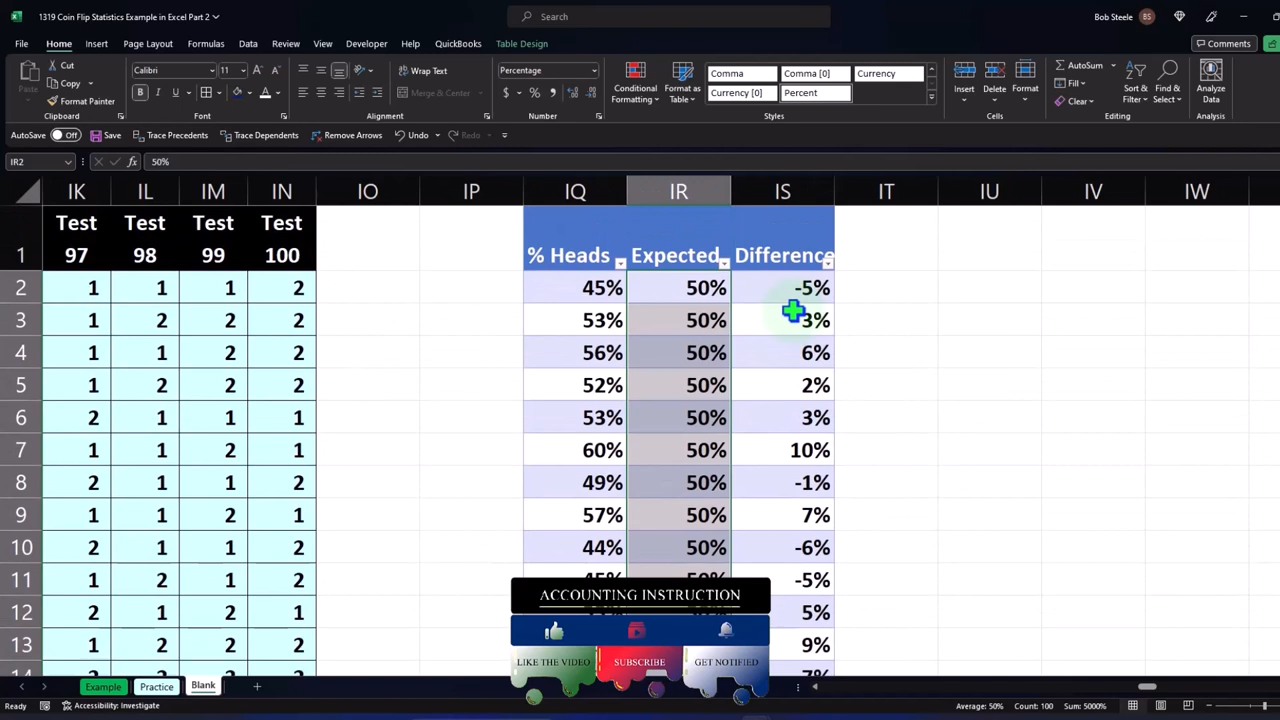 1319 Coin Flip Statistics Example in Excel Part 2
Search
Bob Steele BS
File Home Insert Page Layout Formulas Data Review View Developer Help QuickBooks Table Design
Comments
Paste
Cut
Copy
Format Painter
Clipboard
Calibri 11
B I U
Font
Wrap Text
Merge & Center
Alignment
Percentage
$ %
Number
Conditional Formatting
Format as Table
Comma Comma [0] Currency
Currency [0] Percent
Styles
Insert Delete Format
Cells
AutoSum
Fill
Clear
Sort & Filter
Find & Select
Editing
Analyze Data
Analysis
AutoSave Off Save Trace Precedents Trace Dependents Remove Arrows Undo Redo
IR2 fx 50%
IK IL IM IN IO IP IQ IR IS IT IU IV IW
1 Test 97 Test 98 Test 99 Test 100 % Heads Expected Difference
2 1 1 1 2 45% 50% -5%
3 1 2 2 2 53% 50% 3%
4 1 1 2 2 56% 50% 6%
5 1 2 2 2 52% 50% 2%
6 2 1 1 1 53% 50% 3%
7 1 1 2 1 60% 50% 10%
8 2 1 1 2 49% 50% -1%
9 1 1 2 1 57% 50% 7%
10 2 1 1 2 44% 50% -6%
11 1 2 1 2 -5%
12 2 1 2 1 5%
13 1 2 2 2 9%
ACCOUNTING INSTRUCTION
LIKE THE VIDEO SUBSCRIBE GET NOTIFIED
Example Practice Blank
Ready Accessibility: Investigate Average: 50% Count: 100 Sum: 5000%